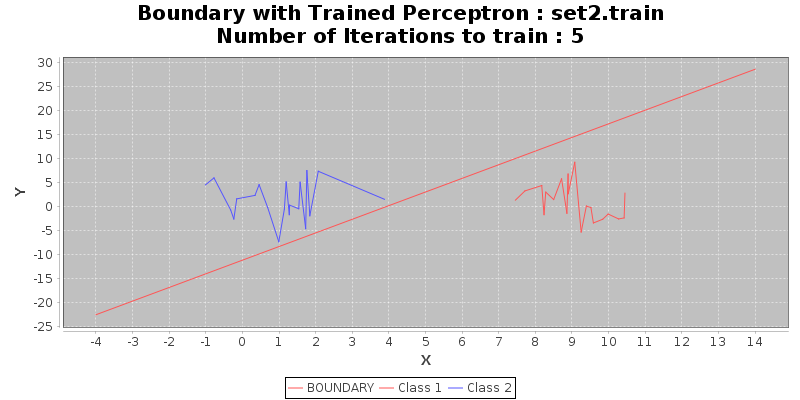 Boundary with Trained Perceptron : set2.train
Number of Iterations to train : 5
30
25
20
15
10
5
0
-5
-10
-15
-20
-25
Y
-4 -3 -2 -1 0 1 2 3 4 5 6 7 8 9 10 11 12 13 14
X
BOUNDARY Class 1 Class 2